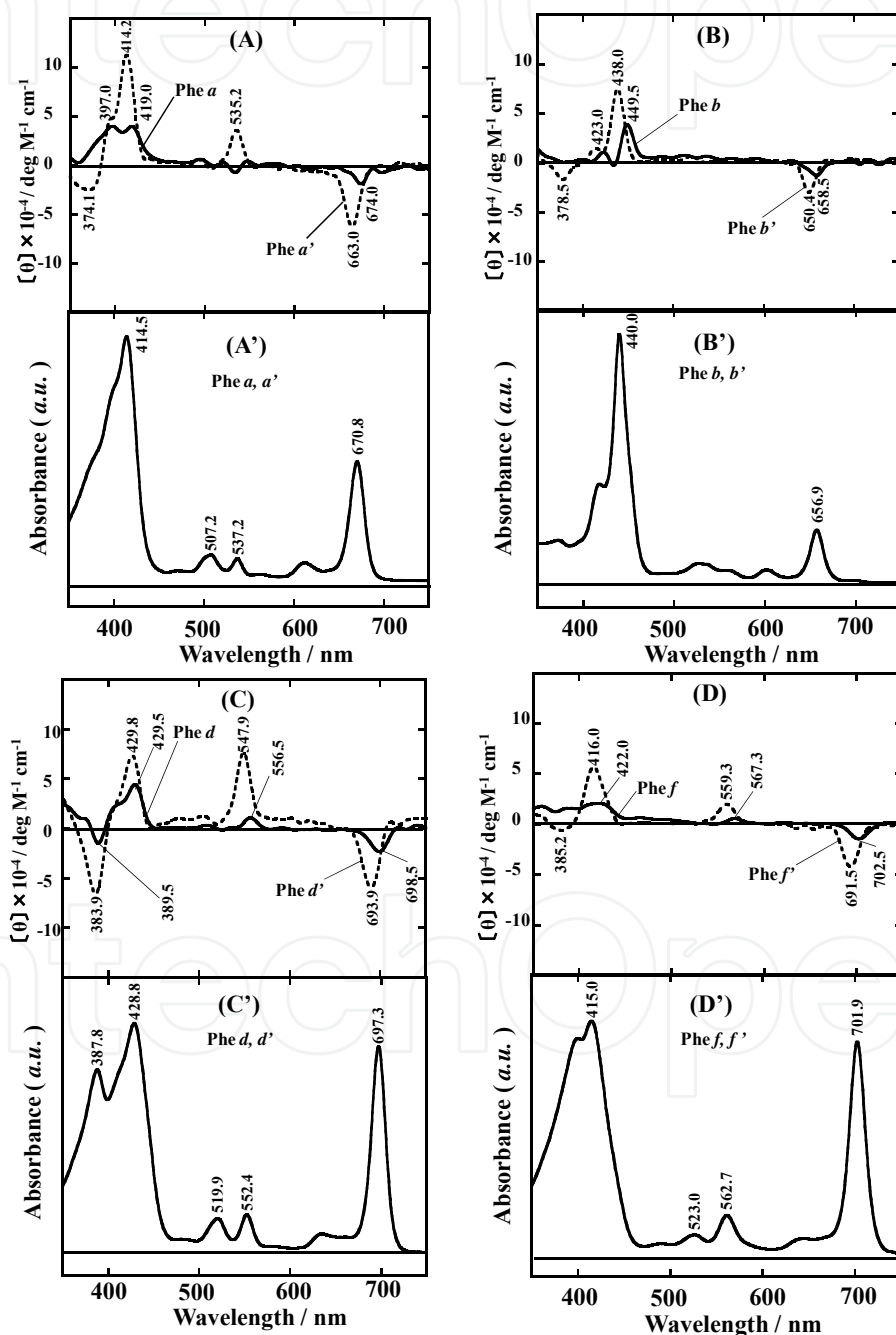 (A)
414.2
397.0
419.0
Phe a
535.2
374.1
Phe a’
663.0
674.0
10
5
0
-5
-10
[θ] × 10⁻⁴ / deg M⁻¹ cm⁻¹
(B)
438.0
423.0
449.5
Phe b
378.5
Phe b’
650.4
658.5
10
5
0
-5
-10
[θ] × 10⁻⁴ / deg M⁻¹ cm⁻¹
(A’)
Phe a, a’
414.5
507.2
537.2
670.8
Absorbance ( a.u. )
400 500 600 700
Wavelength / nm
(B’)
Phe b, b’
440.0
656.9
Absorbance ( a.u. )
400 500 600 700
Wavelength / nm
(C)
429.8
429.5
Phe d
547.9
556.5
383.9
389.5
Phe d’
693.9
698.5
10
5
0
-5
-10
[θ] × 10⁻⁴ / deg M⁻¹ cm⁻¹
(D)
416.0
422.0
Phe f
559.3
567.3
385.2
Phe f’
691.5
702.5
10
5
0
-5
-10
[θ] × 10⁻⁴ / deg M⁻¹ cm⁻¹
(C’)
Phe d, d’
387.8
428.8
519.9
552.4
697.3
Absorbance ( a.u. )
400 500 600 700
Wavelength / nm
(D’)
Phe f, f ’
415.0
523.0
562.7
701.9
Absorbance ( a.u. )
400 500 600 700
Wavelength / nm